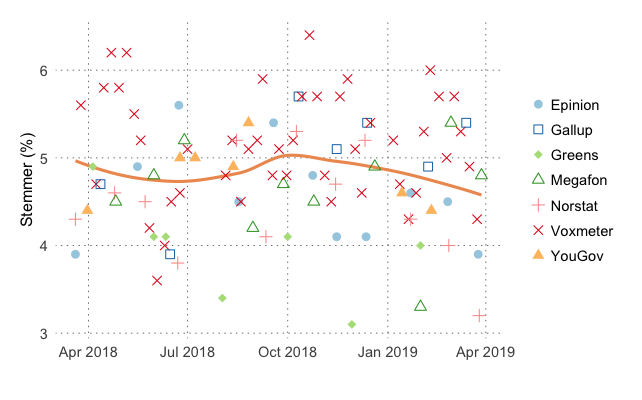 6
5
4
3
Stemmer (%)
Apr 2018
Jul 2018
Oct 2018
Jan 2019
Apr 2019
Epinion
Gallup
Greens
Megafon
Norstat
Voxmeter
YouGov